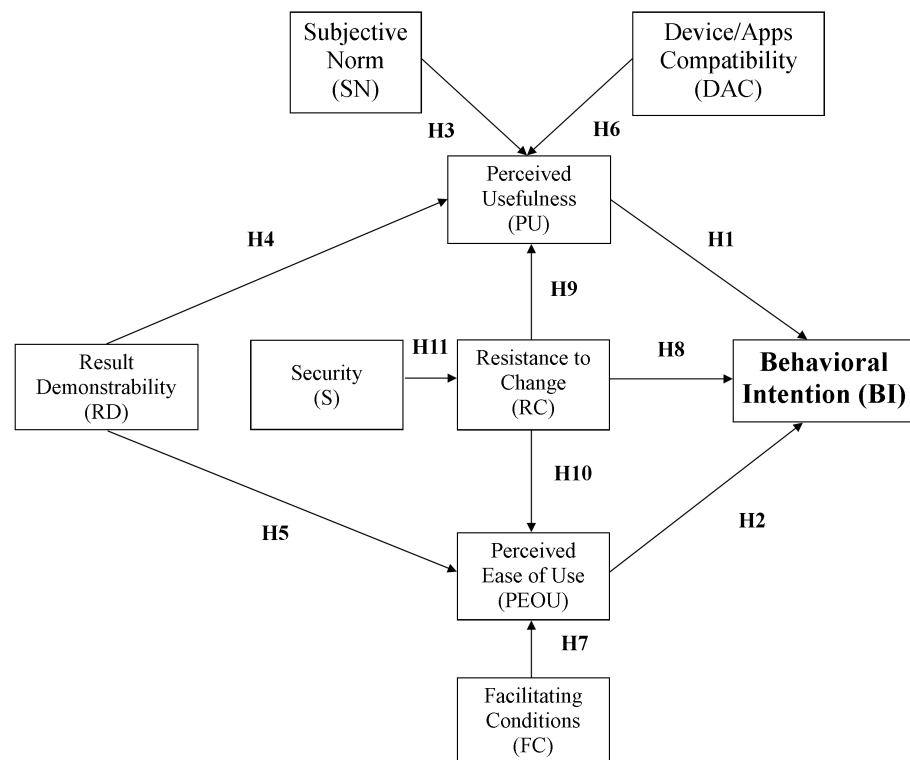 Subjective
Norm
(SN)
Device/Apps
Compatibility
(DAC)
H3
H6
Perceived
Usefulness
(PU)
H4
H1
H9
Result
Demonstrability
(RD)
Security
(S)
H11
Resistance to
Change
(RC)
H8
Behavioral
Intention (BI)
H10
H5
H2
Perceived
Ease of Use
(PEOU)
H7
Facilitating
Conditions
(FC)